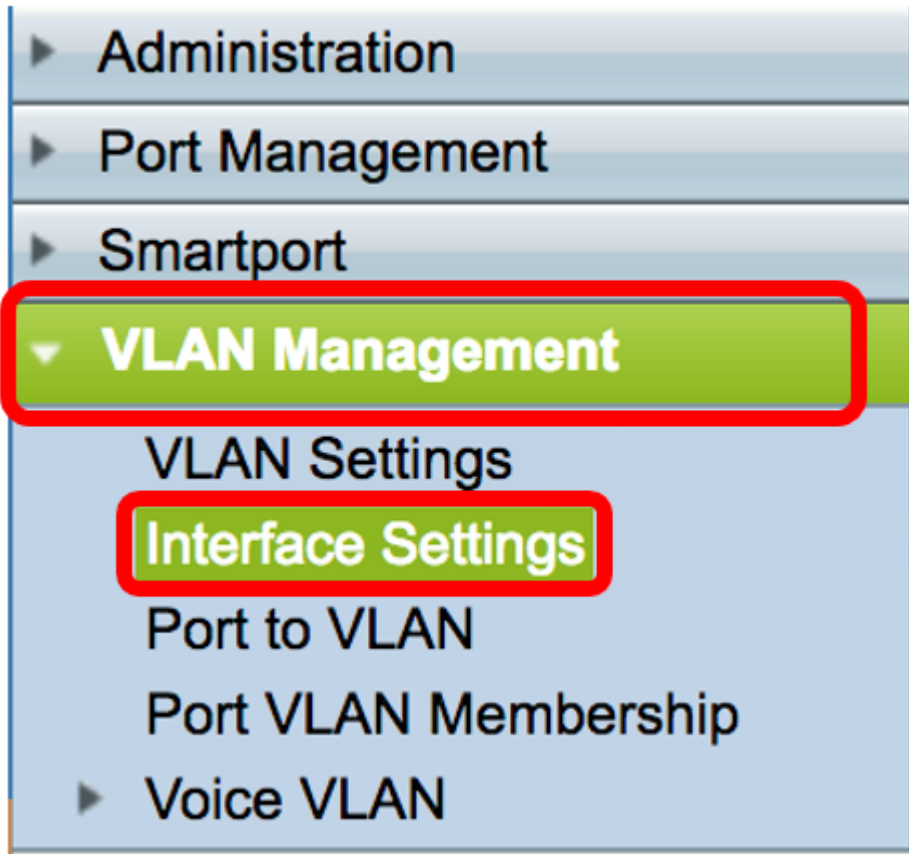 Administration
Port Management
Smartport
VLAN Management
VLAN Settings
Interface Settings
Port to VLAN
Port VLAN Membership
Voice VLAN